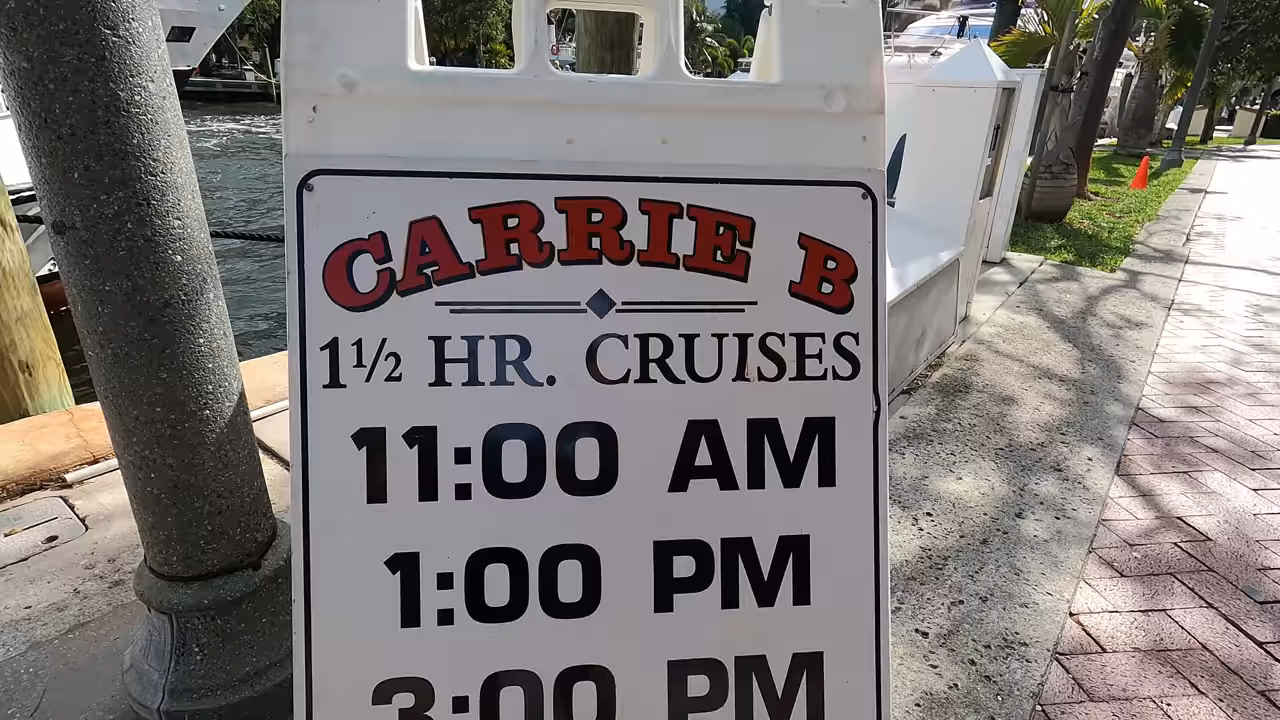 CARRIE B
1½ HR. CRUISES
11:00 AM
1:00 PM
3:00 PM